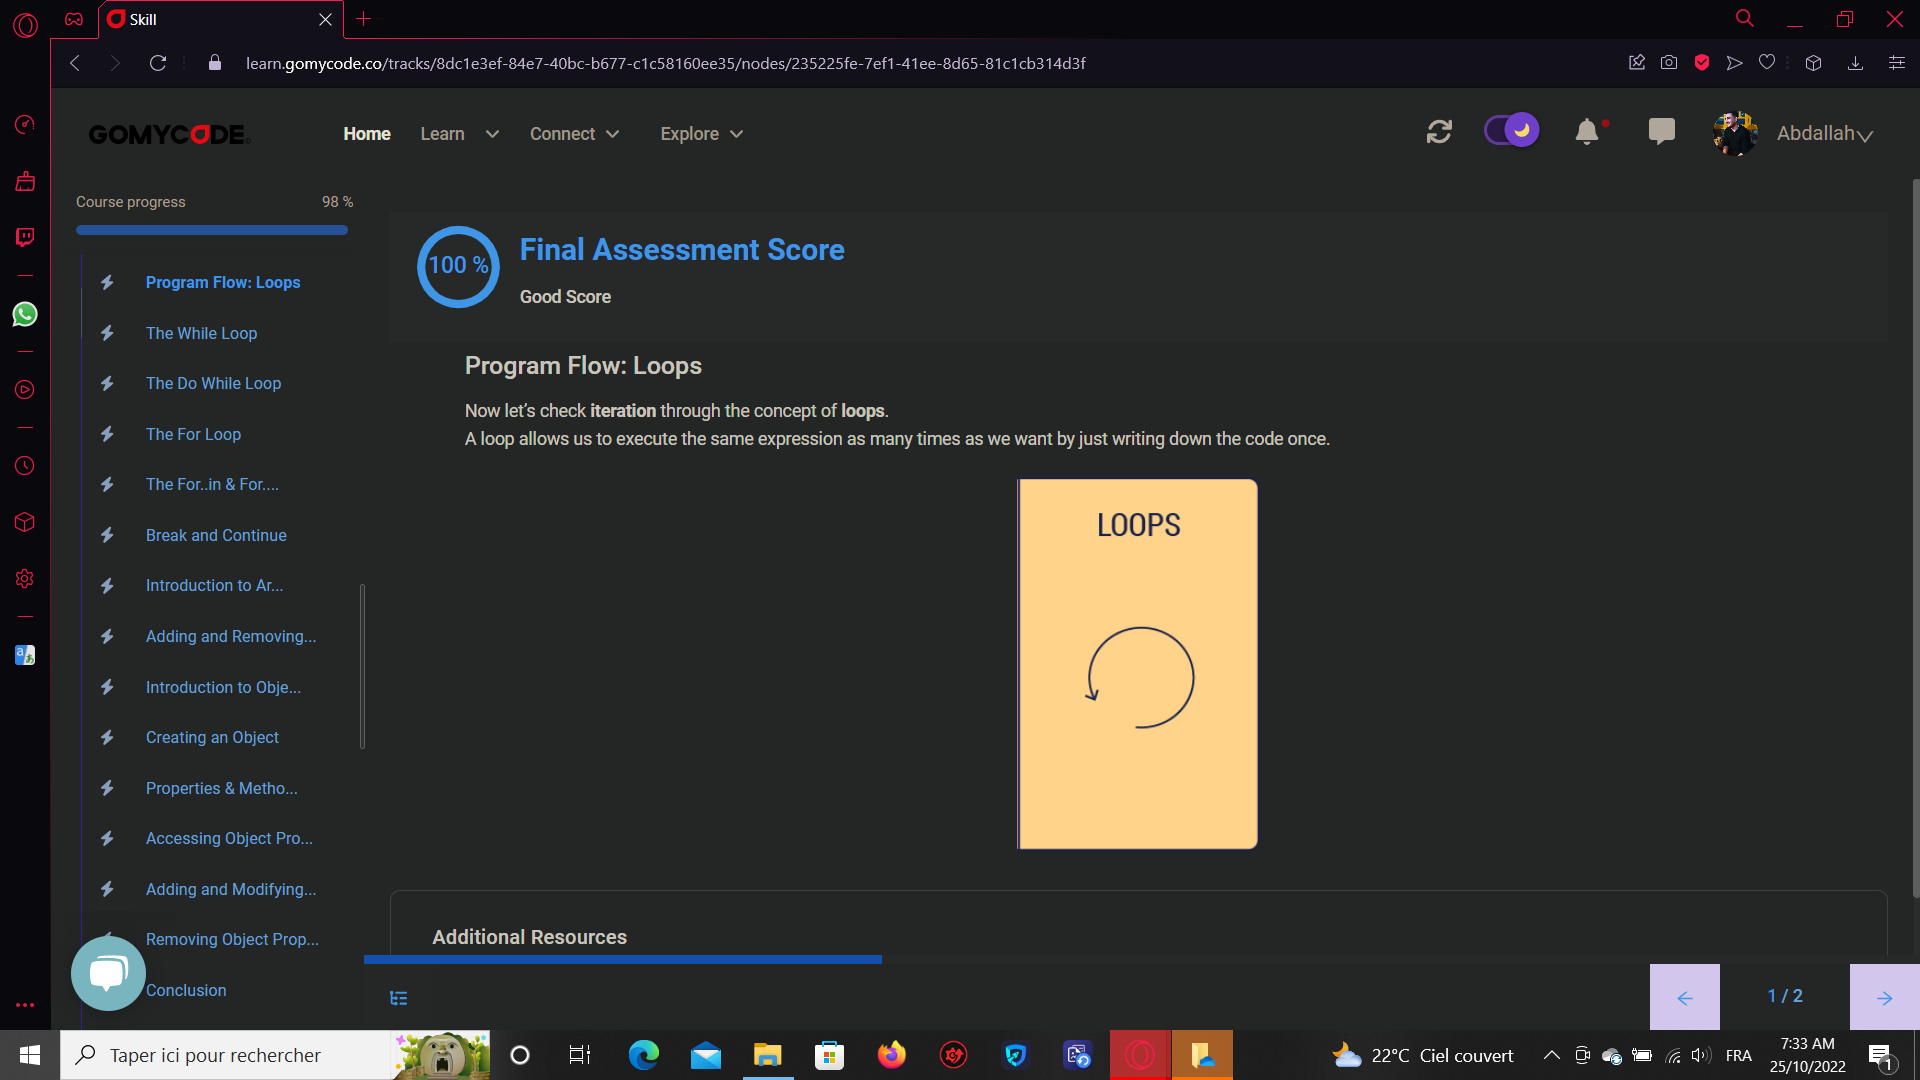 Skill
learn.gomycode.co/tracks/8dc1e3ef-84e7-40bc-b677-c1c58160ee35/nodes/235225fe-7ef1-41ee-8d65-81c1cb314d3f
GOMYCODE
Home
Learn
Connect
Explore
Abdallah
Course progress
98 %
Program Flow: Loops
The While Loop
The Do While Loop
The For Loop
The For..in & For....
Break and Continue
Introduction to Ar...
Adding and Removing...
Introduction to Obje...
Creating an Object
Properties & Metho...
Accessing Object Pro...
Adding and Modifying...
Removing Object Prop...
Conclusion
100 %
Final Assessment Score
Good Score
Program Flow: Loops
Now let's check iteration through the concept of loops.
A loop allows us to execute the same expression as many times as we want by just writing down the code once.
LOOPS
Additional Resources
1 / 2
Taper ici pour rechercher
22°C Ciel couvert
FRA
7:33 AM
25/10/2022
1